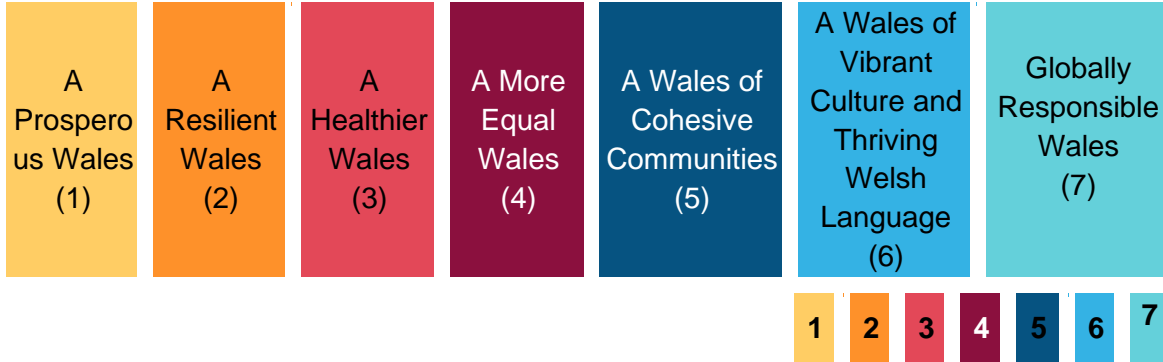 A
Prospero
us Wales
(1)
A
Resilient
Wales
(2)
A
Healthier
Wales
(3)
A More
Equal
Wales
(4)
A Wales of
Cohesive
Communities
(5)
A Wales of
Vibrant
Culture and
Thriving
Welsh
Language
(6)
Globally
Responsible
Wales
(7)
1 2 3 4 5 6 7